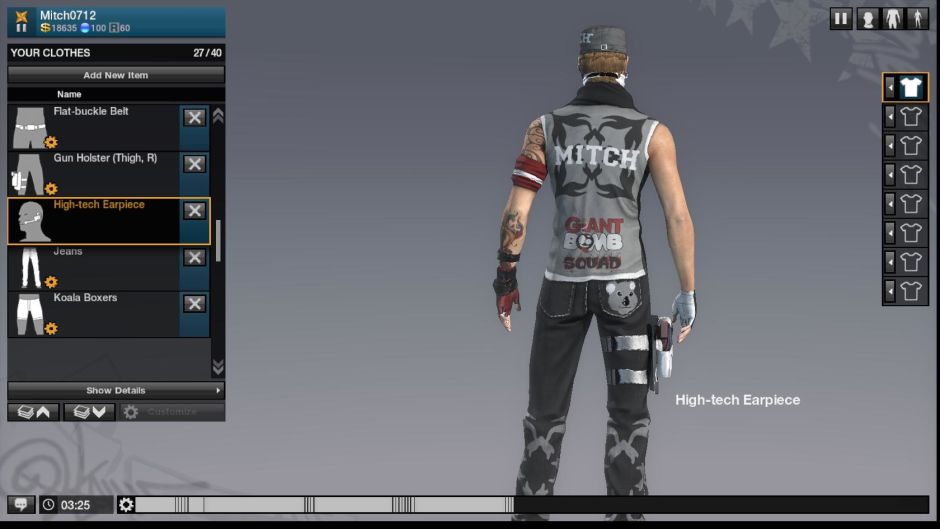 Mitch0712
$18635 100 R60
YOUR CLOTHES 27/40
Add New Item
Name
Flat-buckle Belt
Gun Holster (Thigh, R)
High-tech Earpiece
Jeans
Koala Boxers
Show Details
Customize
03:25
MITCH
GIANT
BOMB
SQUAD
High-tech Earpiece